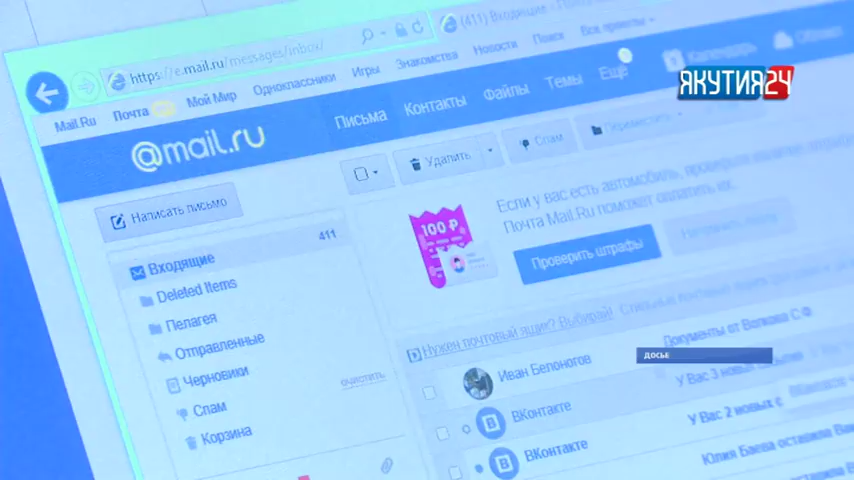 https://e.mail.ru/messages/inbox/
(411) Входящие - Почта
Mail.Ru Почта Мой Мир Одноклассники Игры Знакомства Новости Поиск Все проекты
ЯКУТИЯ24
@mail.ru Письма Контакты Файлы Темы Ещё Календарь Облако
Написать письмо
Удалить Спам Переместить
Если у вас есть автомобиль,
Почта Mail.Ru поможет оплатить их.
100 ₽
Проверить штрафы
Входящие 411
Deleted Items
Пелагея
Отправленные
Черновики очистить
Спам
Корзина
Нужен почтовый ящик? Выбирай!
Иван Белоногов Документы от Волкова С Ф
ДОСЬЕ
ВКонтакте У Вас 3 новых
ВКонтакте У Вас 2 новых с
Юлия Баева оставила